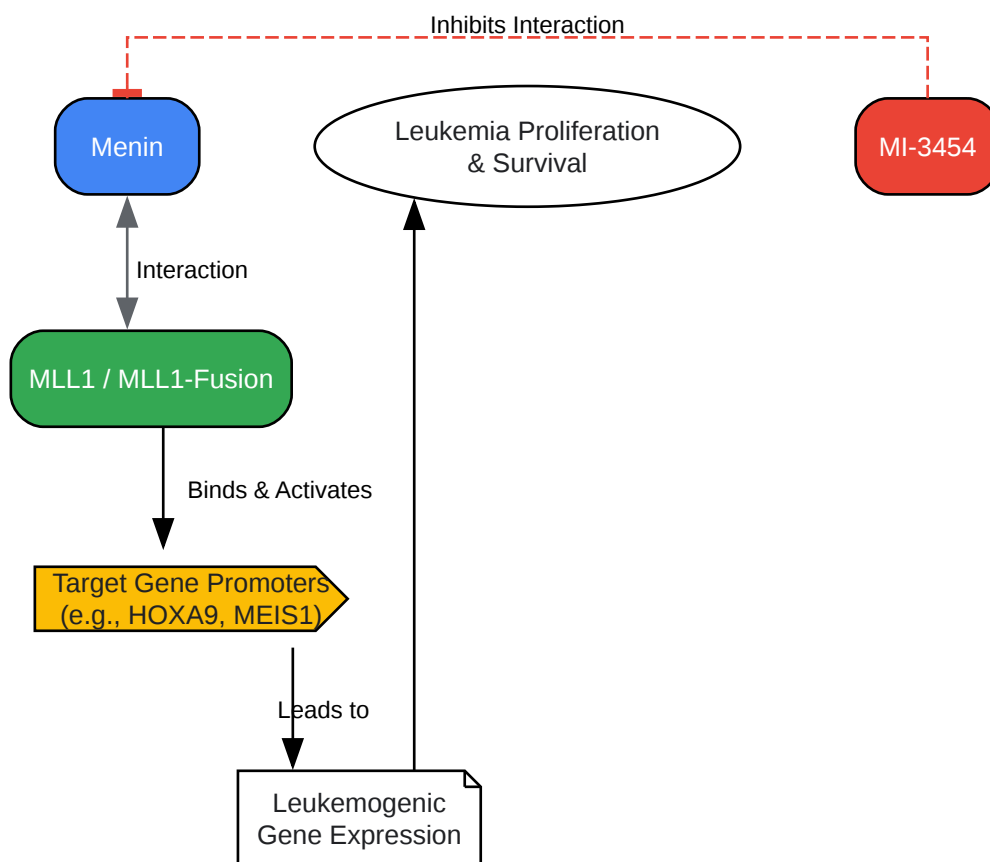 Inhibits Interaction
Menin
Leukemia Proliferation
& Survival
MI-3454
Interaction
MLL1 / MLL1-Fusion
Binds & Activates
Target Gene Promoters
(e.g., HOXA9, MEIS1)
Leads to
Leukemogenic
Gene Expression